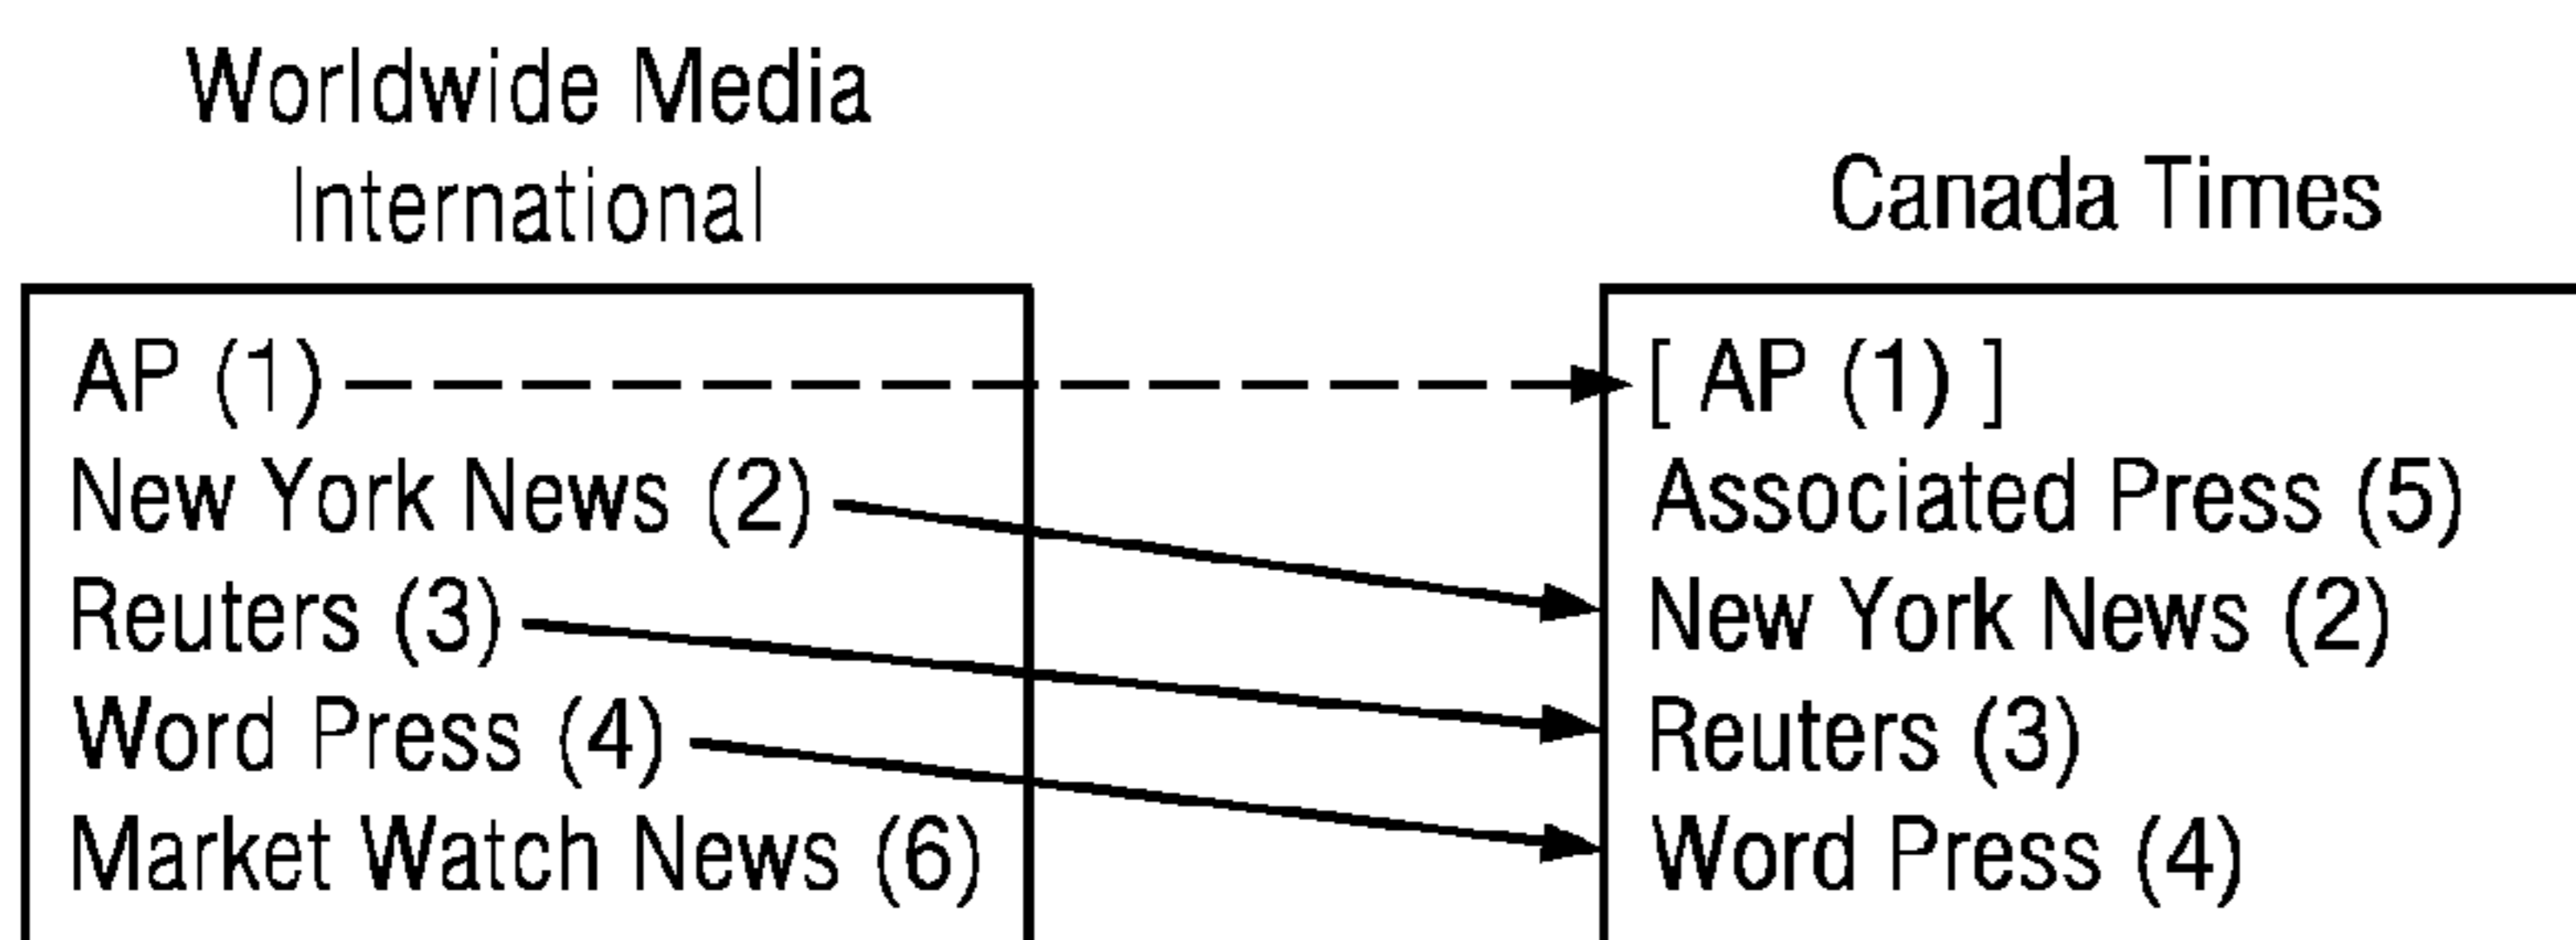 Worldwide Media
International
AP (1)
New York News (2)
Reuters (3)
Word Press (4)
Market Watch News (6)
Canada Times
[ AP (1) ]
Associated Press (5)
New York News (2)
Reuters (3)
Word Press (4)